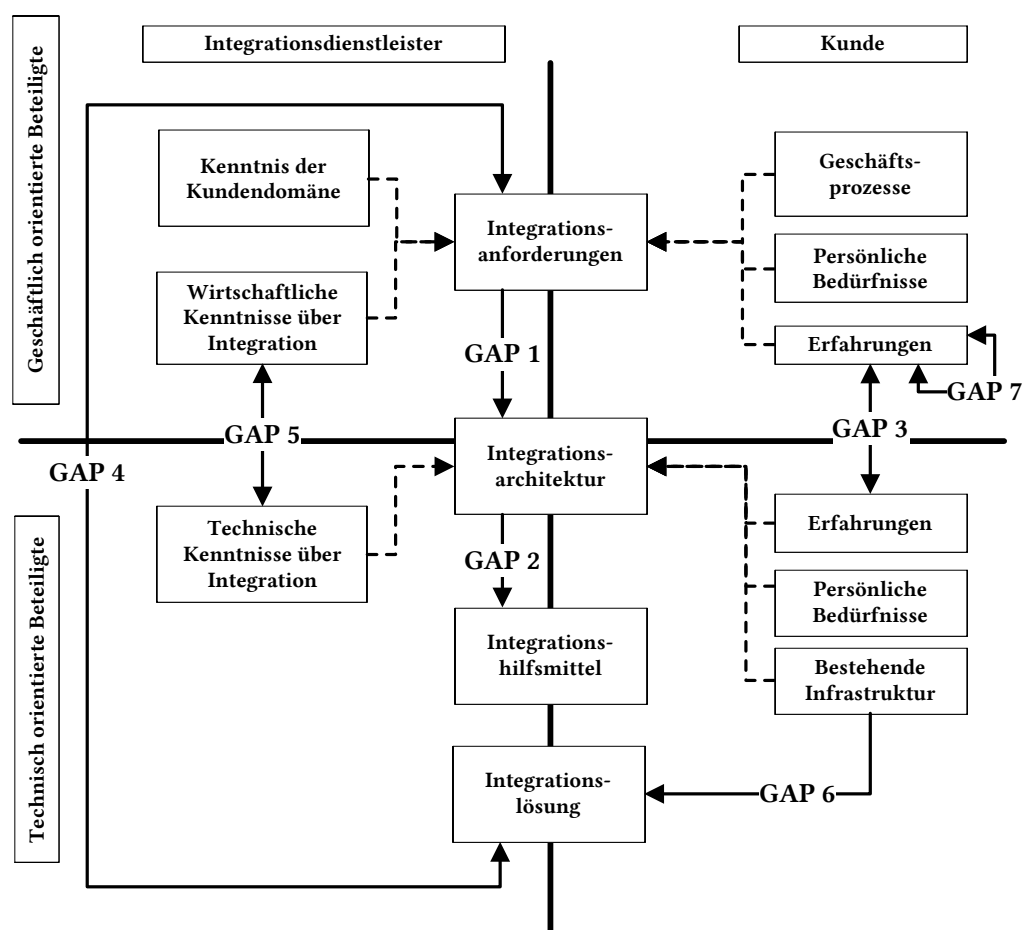 Integrationsdienstleister
Kunde
Geschäftlich orientierte Beteiligte
Kenntnis der
Kundendomäne
Geschäfts-
prozesse
Integrations-
anforderungen
Persönliche
Bedürfnisse
Wirtschaftliche
Kenntnisse über
Integration
Erfahrungen
GAP 1
GAP 7
GAP 5
GAP 3
GAP 4
Integrations-
architektur
Technisch orientierte Beteiligte
Technische
Kenntnisse über
Integration
Erfahrungen
GAP 2
Persönliche
Bedürfnisse
Integrations-
hilfsmittel
Bestehende
Infrastruktur
Integrations-
lösung
GAP 6